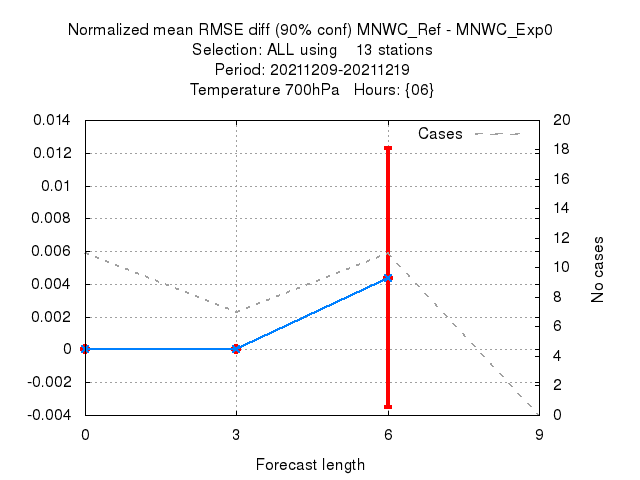 Normalized mean RMSE diff (90% conf) MNWC_Ref - MNWC_Exp0
Selection: ALL using    13 stations
Period: 20211209-20211219
Temperature 700hPa   Hours: {06}
Cases
0.014
0.012
0.01
0.008
0.006
0.004
0.002
0
-0.002
-0.004
20
18
16
14
12
10
8
6
4
2
0
No cases
0 3 6 9
Forecast length